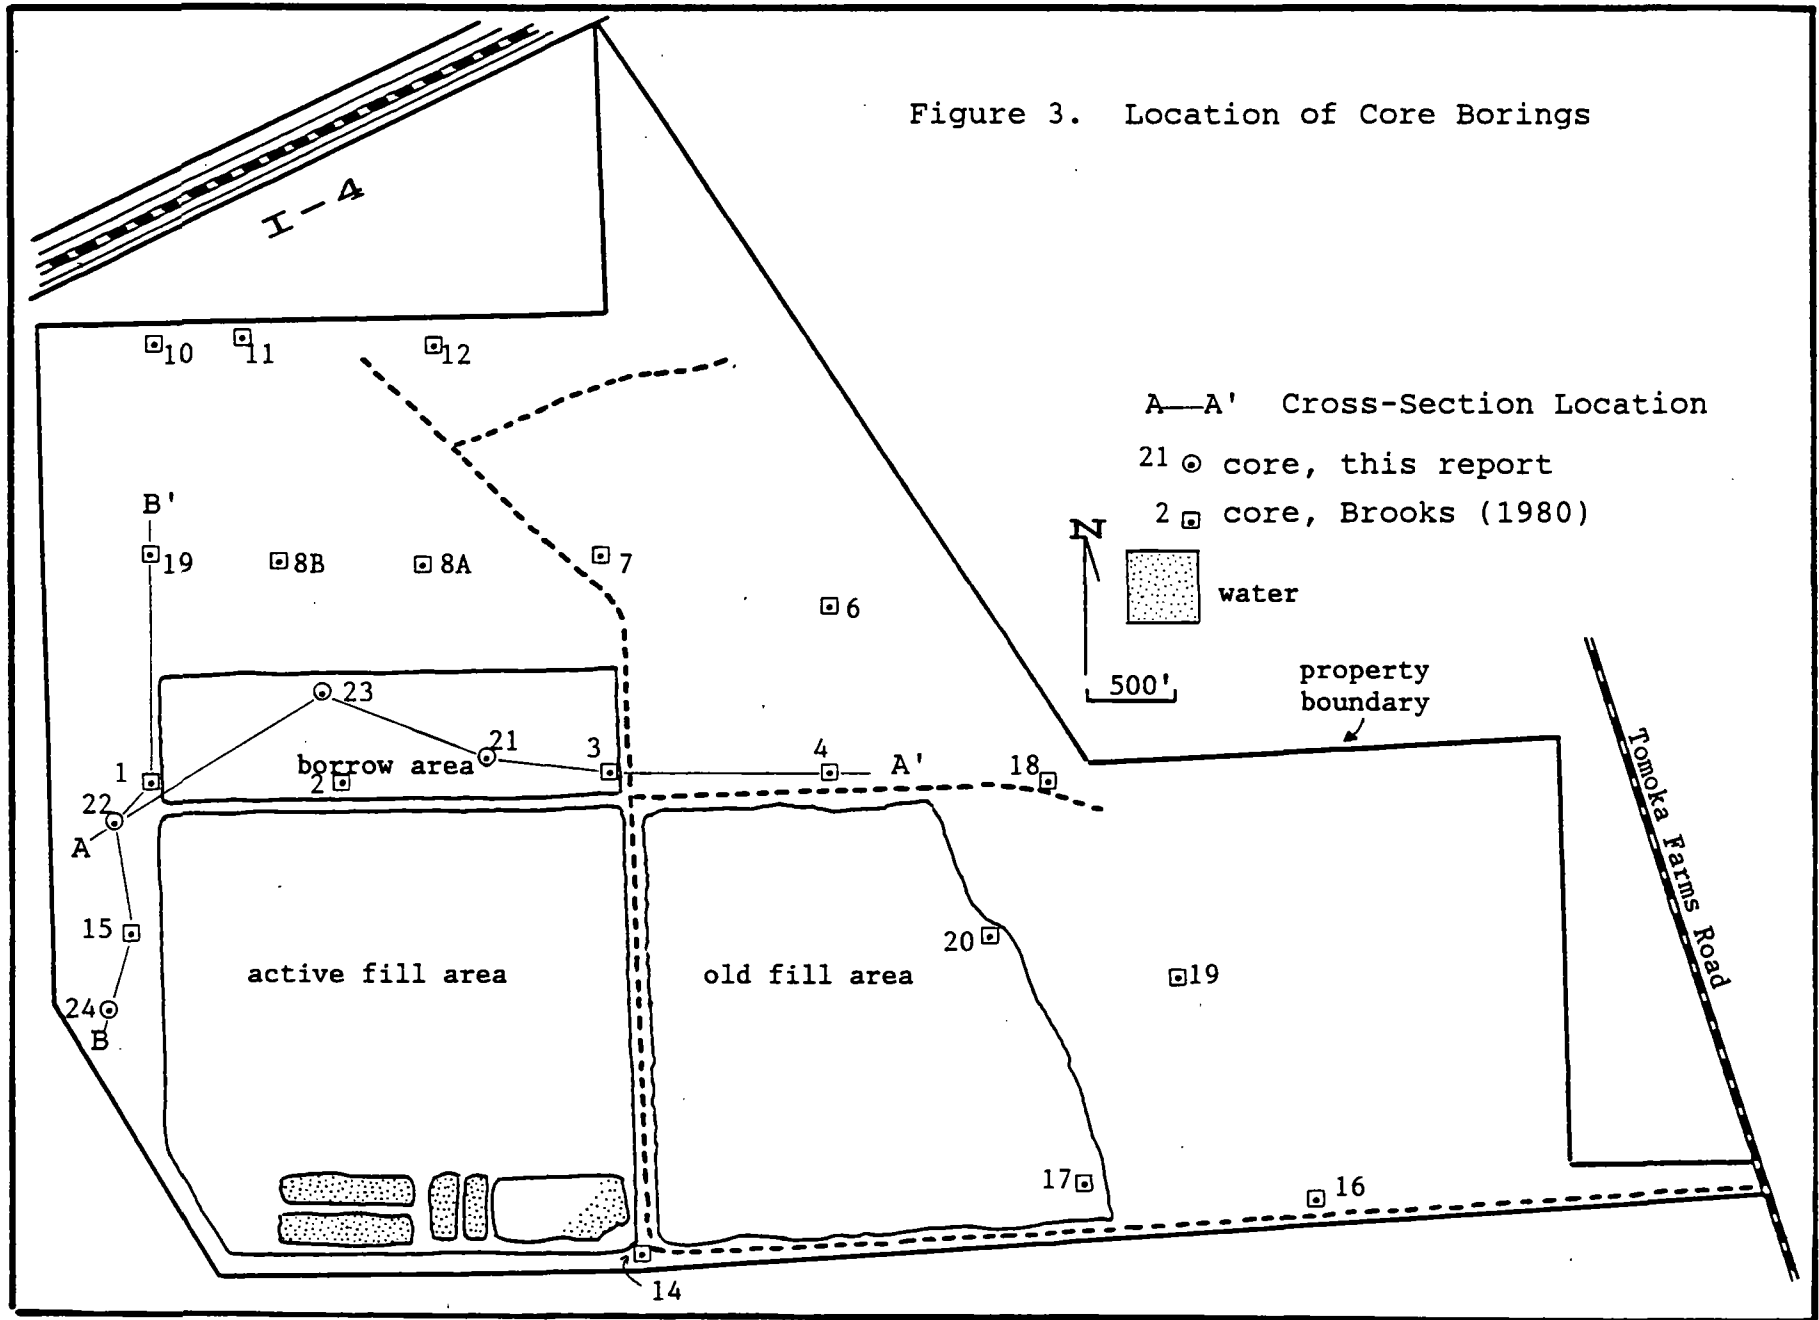 Figure 3. Location of Core Borings
I-4
10
11
12
A—A' Cross-Section Location
21 core, this report
2 core, Brooks (1980)
N
water
500'
property
boundary
B'
19
8B
8A
7
6
23
21
3
4
A'
18
1
borrow area
2
22
A
15
24
B
active fill area
old fill area
20
19
17
16
14
Tomoka Farms Road